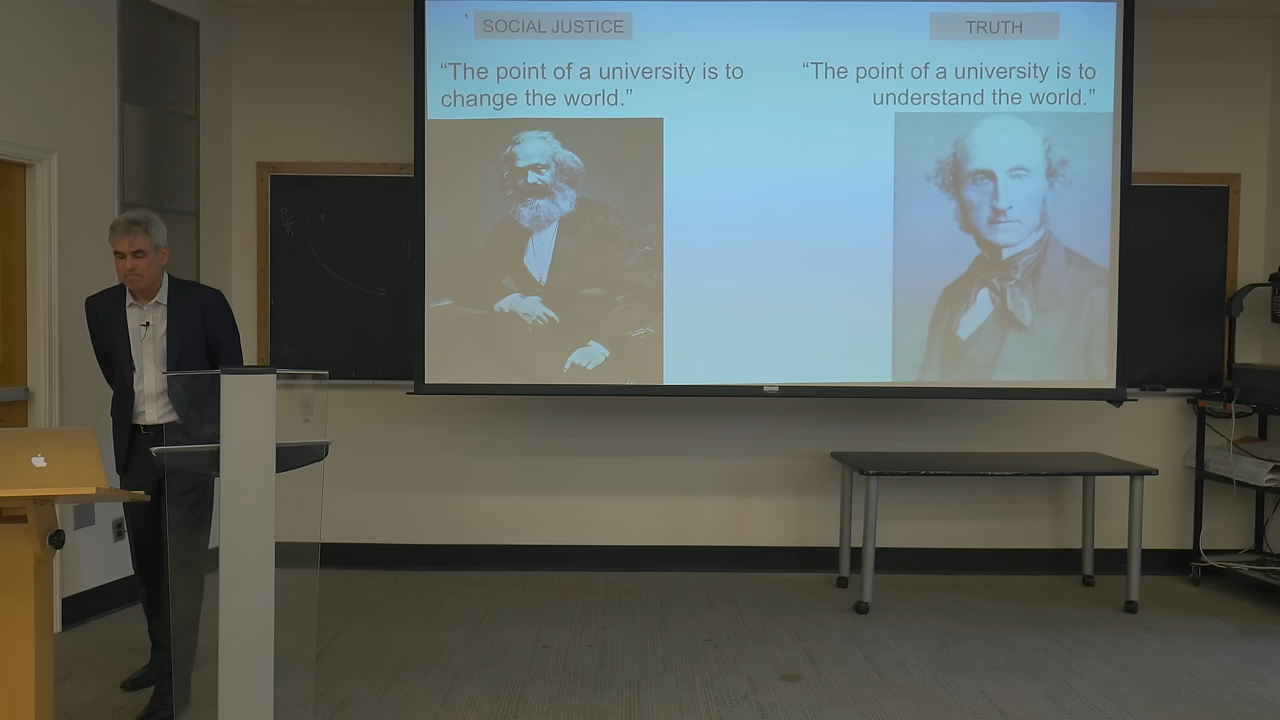 SOCIAL JUSTICE
“The point of a university is to
change the world.”
TRUTH
“The point of a university is to
understand the world.”